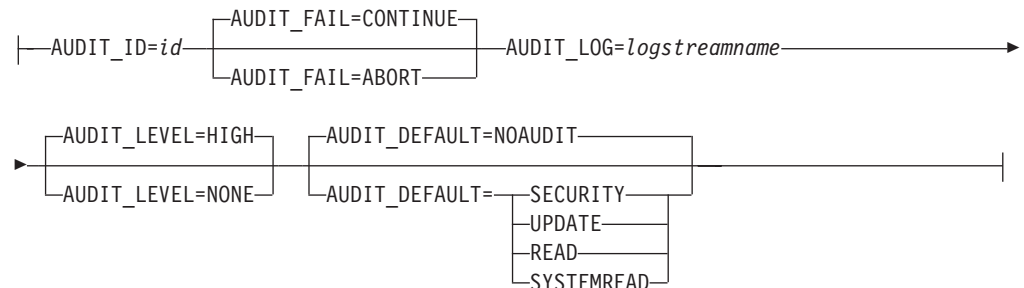 AUDIT_FAIL=CONTINUE
AUDIT_ID=id AUDIT_LOG=logstreamname
AUDIT_FAIL=ABORT
AUDIT_LEVEL=HIGH AUDIT_DEFAULT=NOAUDIT
AUDIT_LEVEL=NONE AUDIT_DEFAULT= SECURITY
UPDATE
READ
SYSTEMREAD